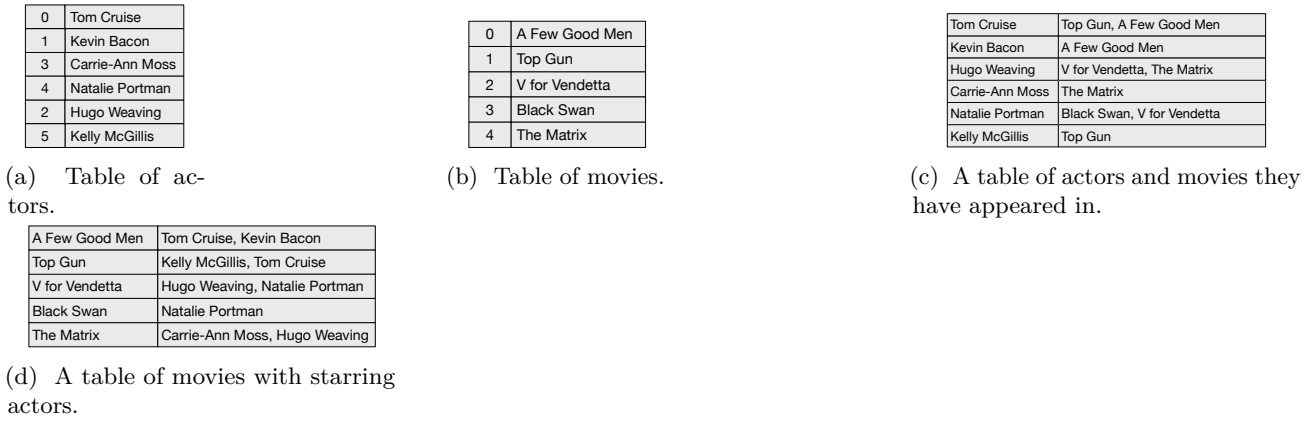 0 Tom Cruise
1 Kevin Bacon
3 Carrie-Ann Moss
4 Natalie Portman
2 Hugo Weaving
5 Kelly McGillis
(a) Table of ac-
tors.
0 A Few Good Men
1 Top Gun
2 V for Vendetta
3 Black Swan
4 The Matrix
(b) Table of movies.
Tom Cruise Top Gun, A Few Good Men
Kevin Bacon A Few Good Men
Hugo Weaving V for Vendetta, The Matrix
Carrie-Ann Moss The Matrix
Natalie Portman Black Swan, V for Vendetta
Kelly McGillis Top Gun
(c) A table of actors and movies they
have appeared in.
A Few Good Men Tom Cruise, Kevin Bacon
Top Gun Kelly McGillis, Tom Cruise
V for Vendetta Hugo Weaving, Natalie Portman
Black Swan Natalie Portman
The Matrix Carrie-Ann Moss, Hugo Weaving
(d) A table of movies with starring
actors.